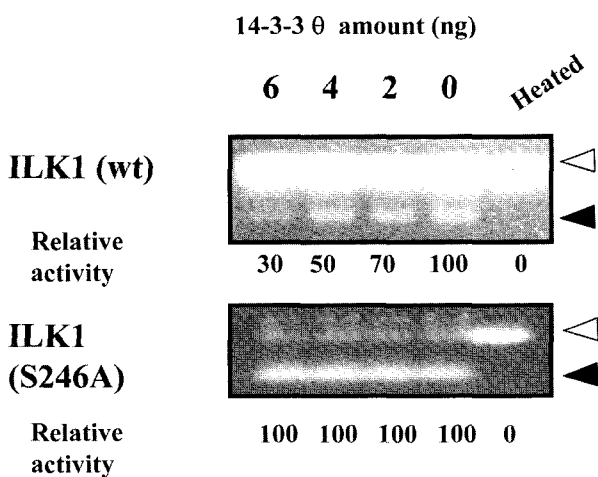 14-3-3 θ amount (ng)
6 4 2 0 Heated
ILK1 (wt)
Relative
activity
30 50 70 100 0
ILK1
(S246A)
Relative
activity
100 100 100 100 0